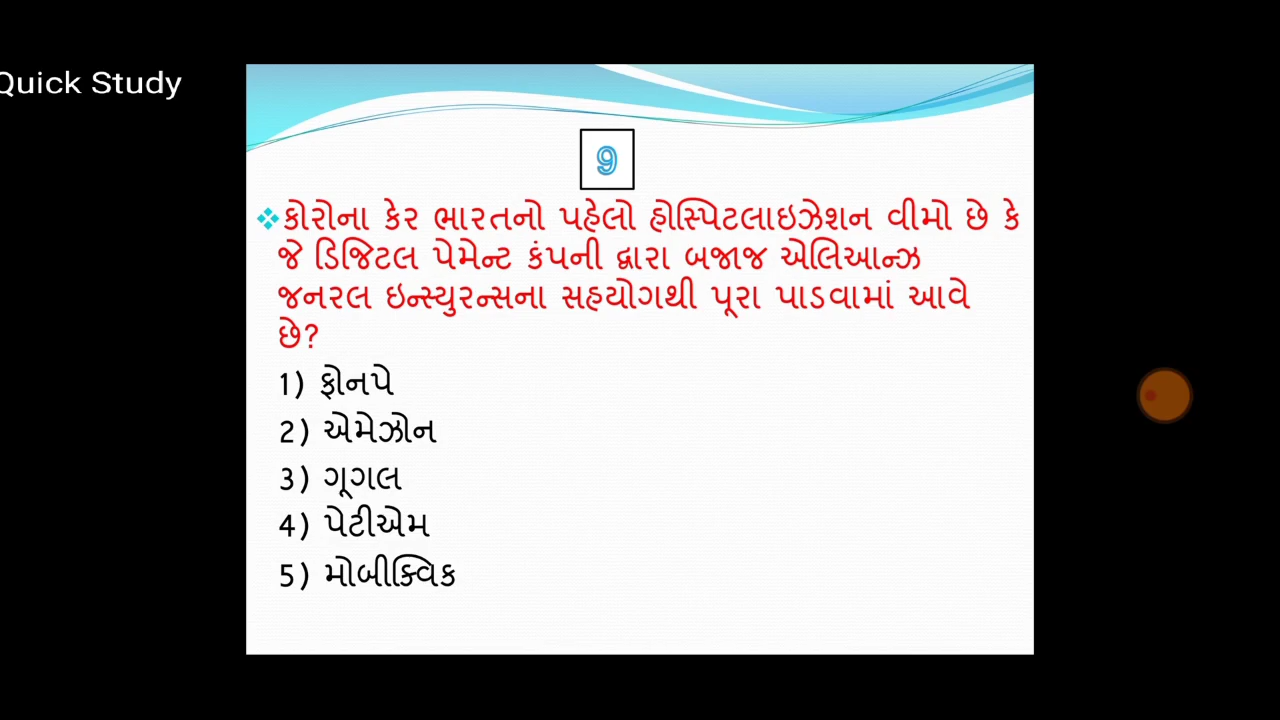 Quick Study
9
❖કોરોના કેર ભારતનો પહેલો હોસ્પિટલાઇઝેશન વીમો છે કે
જે ડિજિટલ પેમેન્ટ કંપની દ્વારા બજાજ એલિઆન્ઝ
જનરલ ઇન્સ્યુરન્સના સહયોગથી પૂરા પાડવામાં આવે
છે?
1) ફોનપે
2) એમેઝોન
3) ગૂગલ
4) પેટીએમ
5) મોબીક્વિક